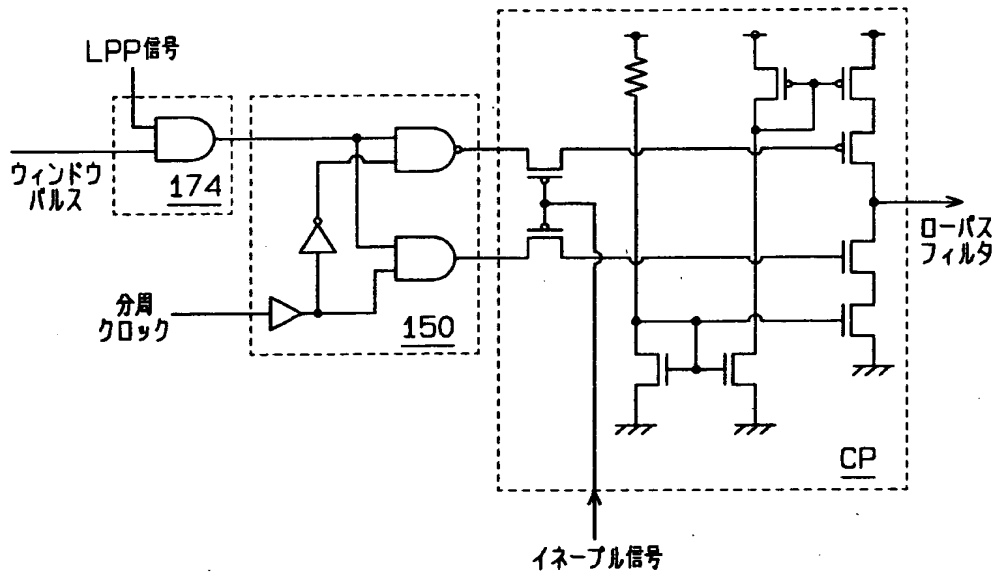 LPP信号
ウィンドウ
パルス
174
分周
クロック
150
ローパス
フィルタ
CP
イネーブル信号